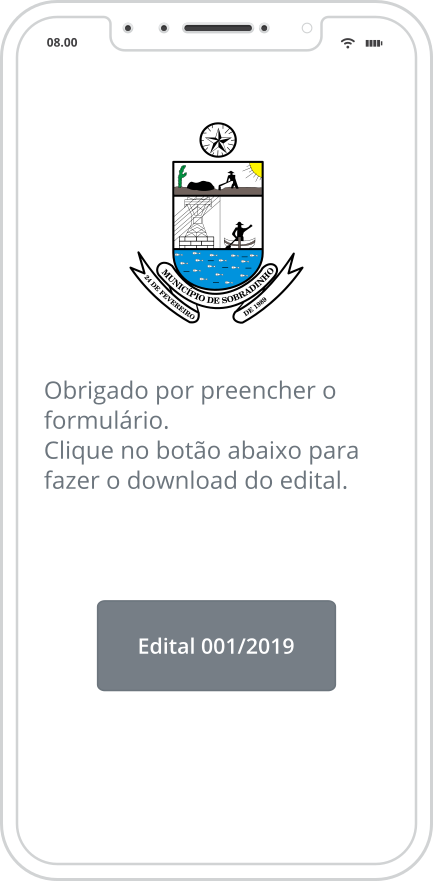 08.00
MUNICÍPIO DE SOBRADINHO
24 DE FEVEREIRO
DE 1989
Obrigado por preencher o
formulário.
Clique no botão abaixo para
fazer o download do edital.
Edital 001/2019